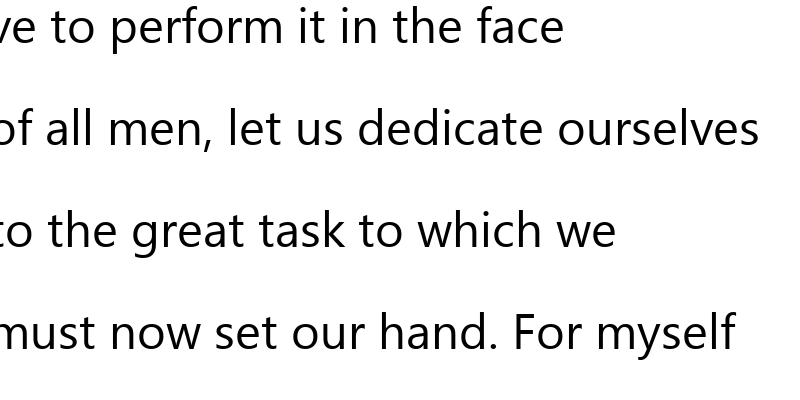 to perform it in the face
of all men, let us dedicate ourselves
to the great task to which we
must now set our hand. For myself